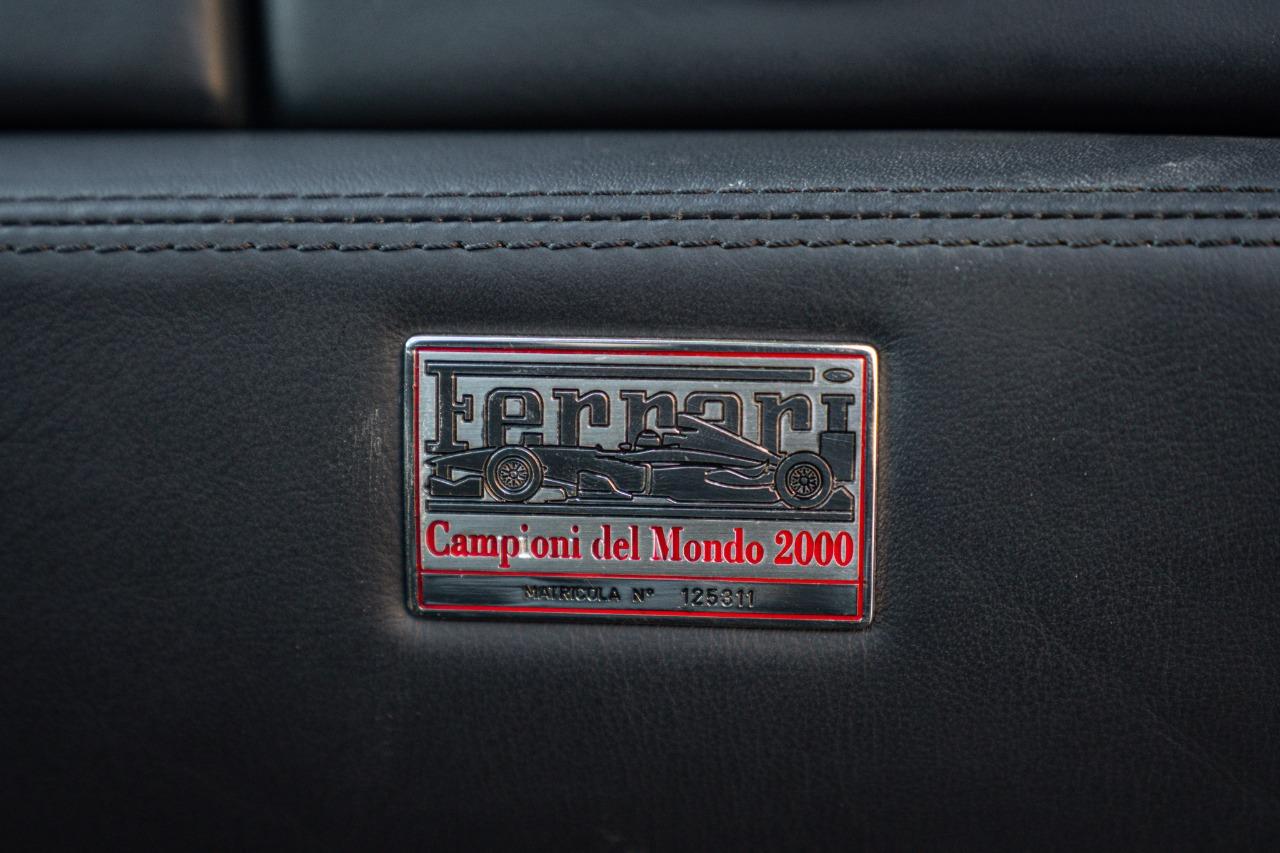 Ferrari
Campioni del Mondo 2000
MATRICOLA N° 125311